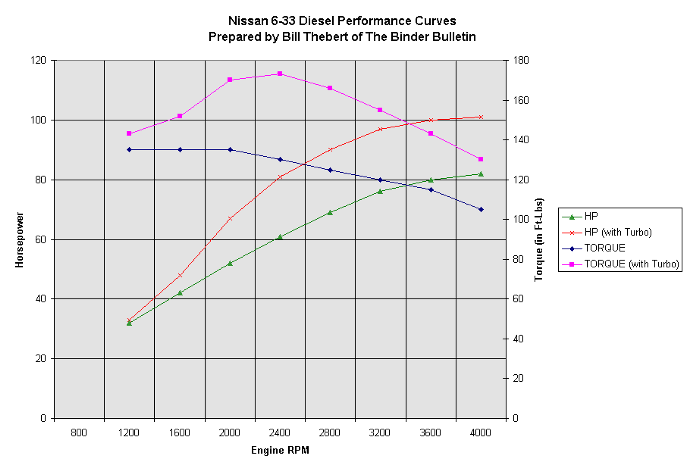 Nissan 6-33 Diesel Performance Curves
Prepared by Bill Thebert of The Binder Bulletin
120
100
80
60
40
20
0
Horsepower
180
160
140
120
100
80
60
40
20
0
Torque (in Ft-Lbs)
800 1200 1600 2000 2400 2800 3200 3600 4000
Engine RPM
HP
HP (with Turbo)
TORQUE
TORQUE (with Turbo)